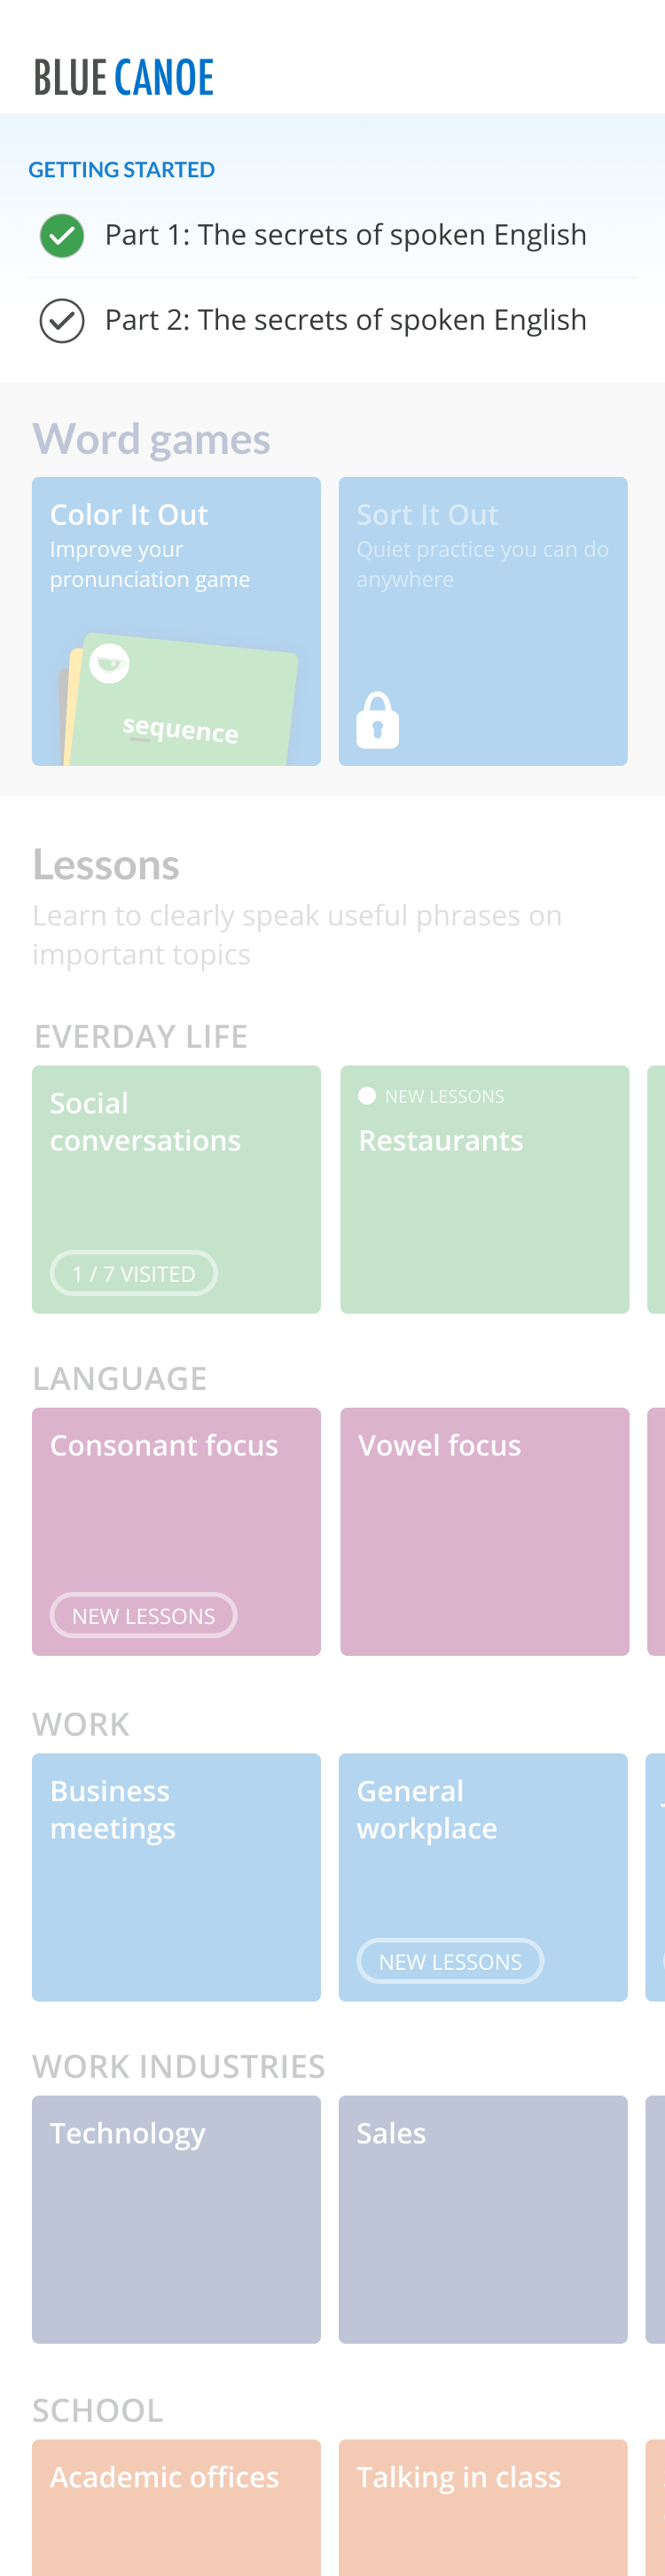 BLUE CANOE
GETTING STARTED
Part 1: The secrets of spoken English
Part 2: The secrets of spoken English
Word games
Color It Out
Improve your
pronunciation game
sequence
Sort It Out
Quiet practice you can do
anywhere
Lessons
Learn to clearly speak useful phrases on
important topics
EVERDAY LIFE
Social
conversations
1 / 7 VISITED
NEW LESSONS
Restaurants
LANGUAGE
Consonant focus
NEW LESSONS
Vowel focus
WORK
Business
meetings
General
workplace
NEW LESSONS
WORK INDUSTRIES
Technology
Sales
SCHOOL
Academic offices
Talking in class